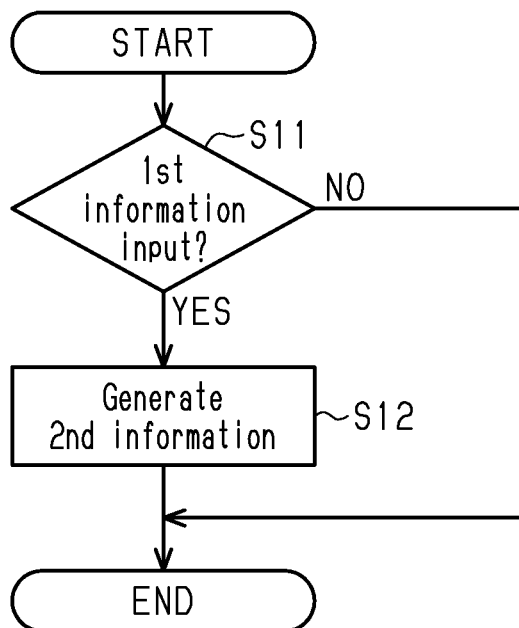 START
S11
1st
information
input?
NO
YES
Generate
2nd information
S12
END